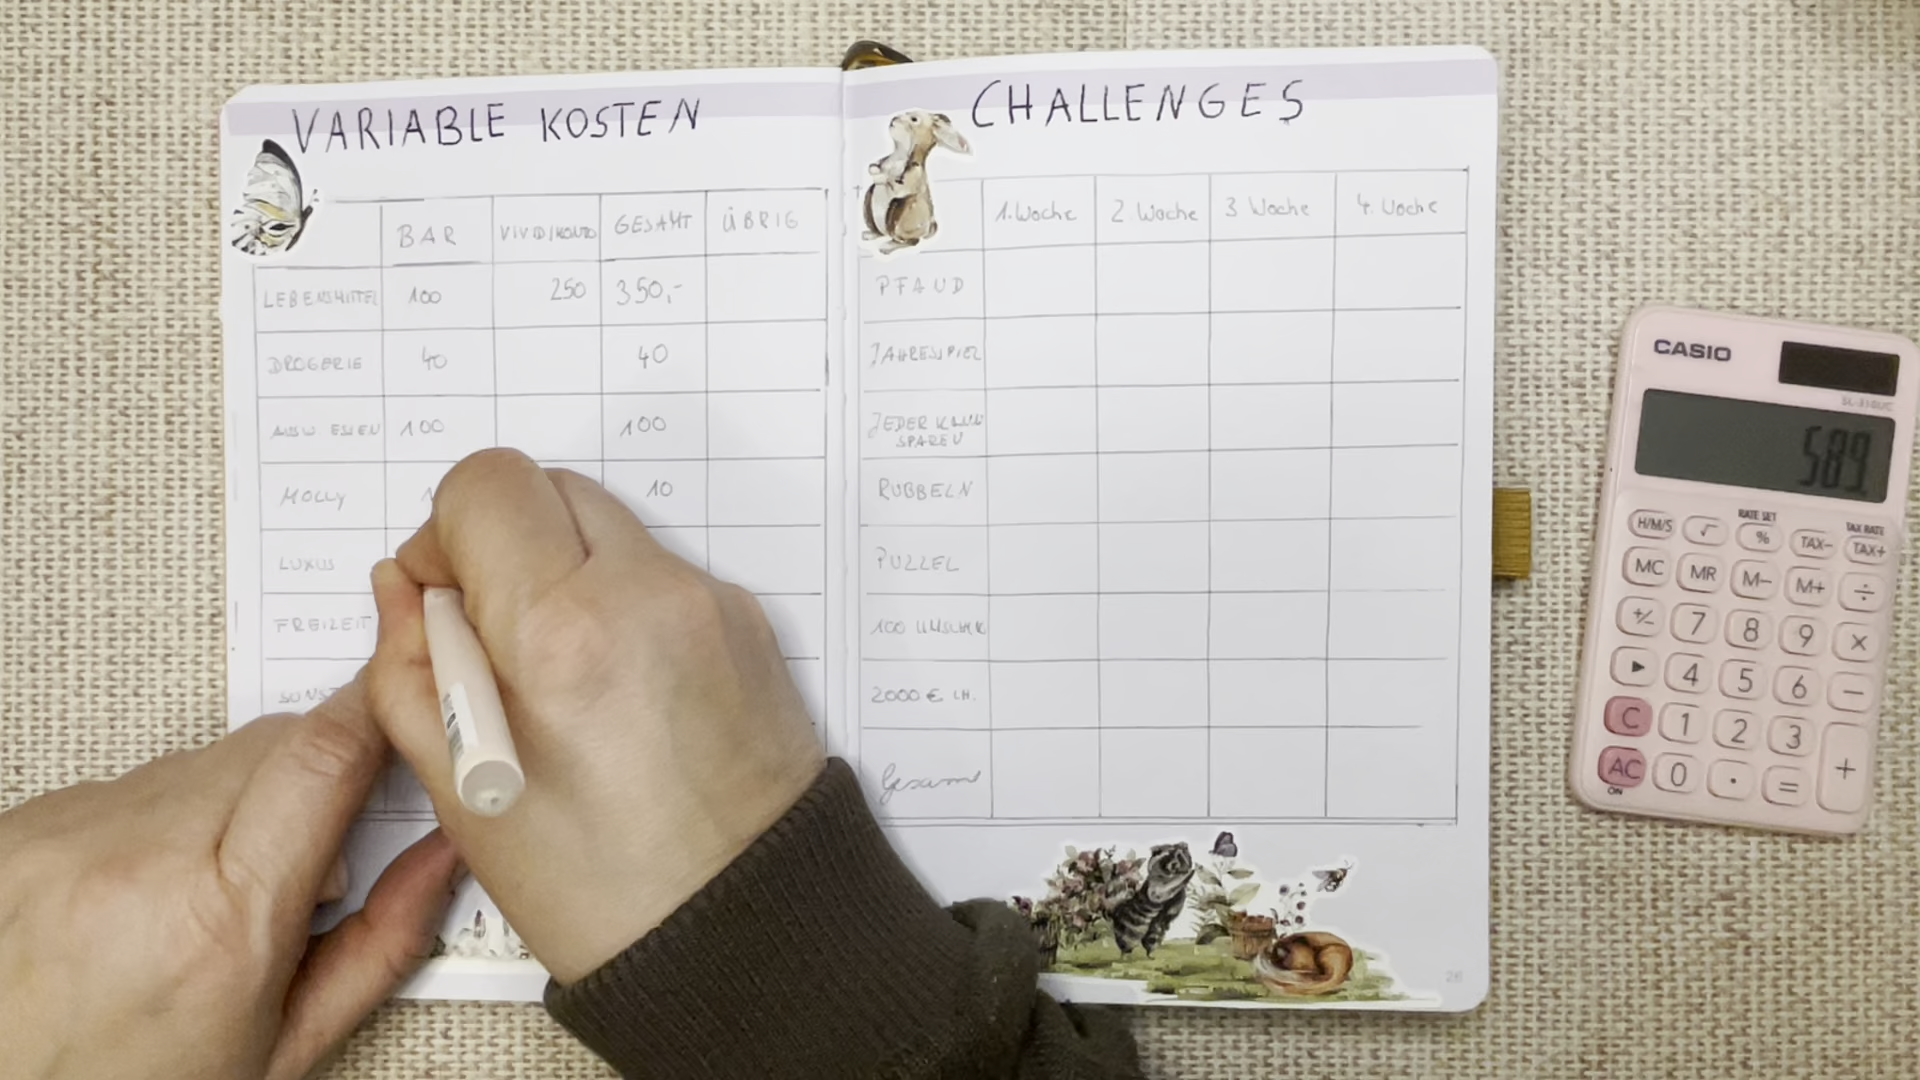 VARIABLE KOSTEN
BAR VIVID/KONTO GESAMT ÜBRIG
LEBENSMITTEL 100 250 350,-
DROGERIE 40 40
AUSW ESSEN 100 100
MOLLY 10
LUXUS
FREIZEIT
SONST
CHALLENGES
1. Woche 2. Woche 3 Woche 4. Woche
PFAND
JAHRESSPIEL
JEDER KANN
SPAREN
RUBBELN
PUZZEL
100 UMSCHLG
2000 € CH.
Gesamt
26
CASIO
589
RATE SET TAX RATE
H/M/S √ % TAX- TAX+
MC MR M- M+ ÷
+/- 7 8 9 ×
▶ 4 5 6 −
C 1 2 3
AC 0 . = +
ON